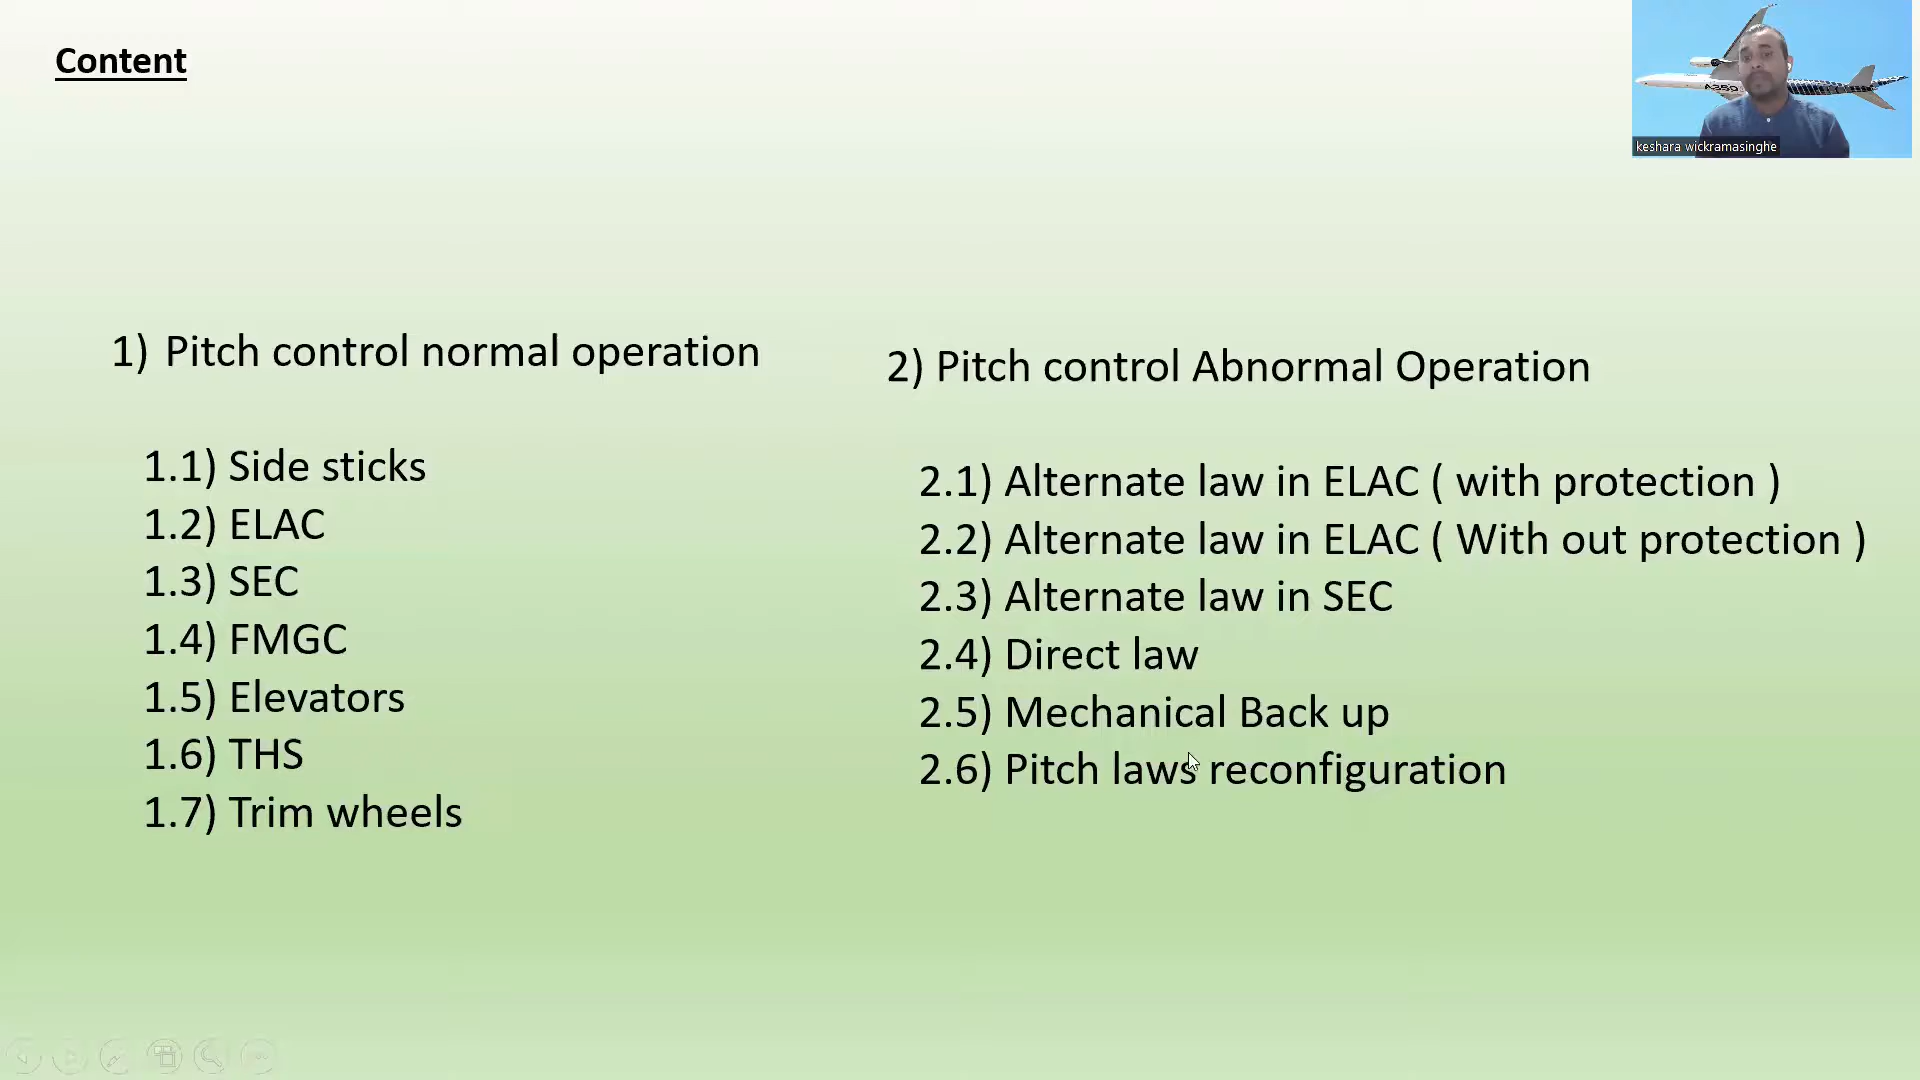 Content
A350
keshara wickramasinghe
1) Pitch control normal operation
1.1) Side sticks
1.2) ELAC
1.3) SEC
1.4) FMGC
1.5) Elevators
1.6) THS
1.7) Trim wheels
2) Pitch control Abnormal Operation
2.1) Alternate law in ELAC ( with protection )
2.2) Alternate law in ELAC ( With out protection )
2.3) Alternate law in SEC
2.4) Direct law
2.5) Mechanical Back up
2.6) Pitch laws reconfiguration